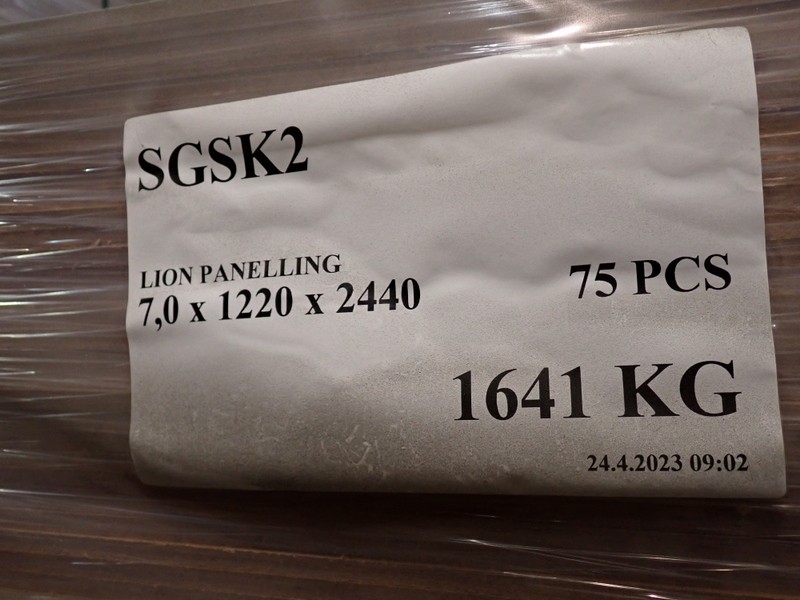 SGSK2
LION PANELLING
7,0 x 1220 x 2440
75 PCS
1641 KG
24.4.2023 09:02